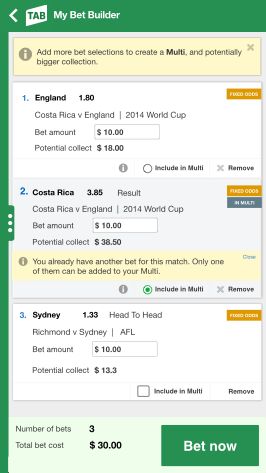 TAB My Bet Builder
Add more bet selections to create a Multi, and potentially
bigger collection.
1. England 1.80 FIXED ODDS
Costa Rica v England | 2014 World Cup
Bet amount $ 10.00
Potential collect $ 18.00
Include in Multi Remove
2. Costa Rica 3.85 Result FIXED ODDS
IN MULTI
Costa Rica v England | 2014 World Cup
Bet amount $ 10.00
Potential collect $ 38.50
You already have another bet for this match. Only one Close
of them can be added to your Multi.
Include in Multi Remove
3. Sydney 1.33 Head To Head FIXED ODDS
Richmond v Sydney | AFL
Bet amount $ 10.00
Potential collect $ 13.3
Include in Multi Remove
Number of bets 3
Total bet cost $ 30.00
Bet now